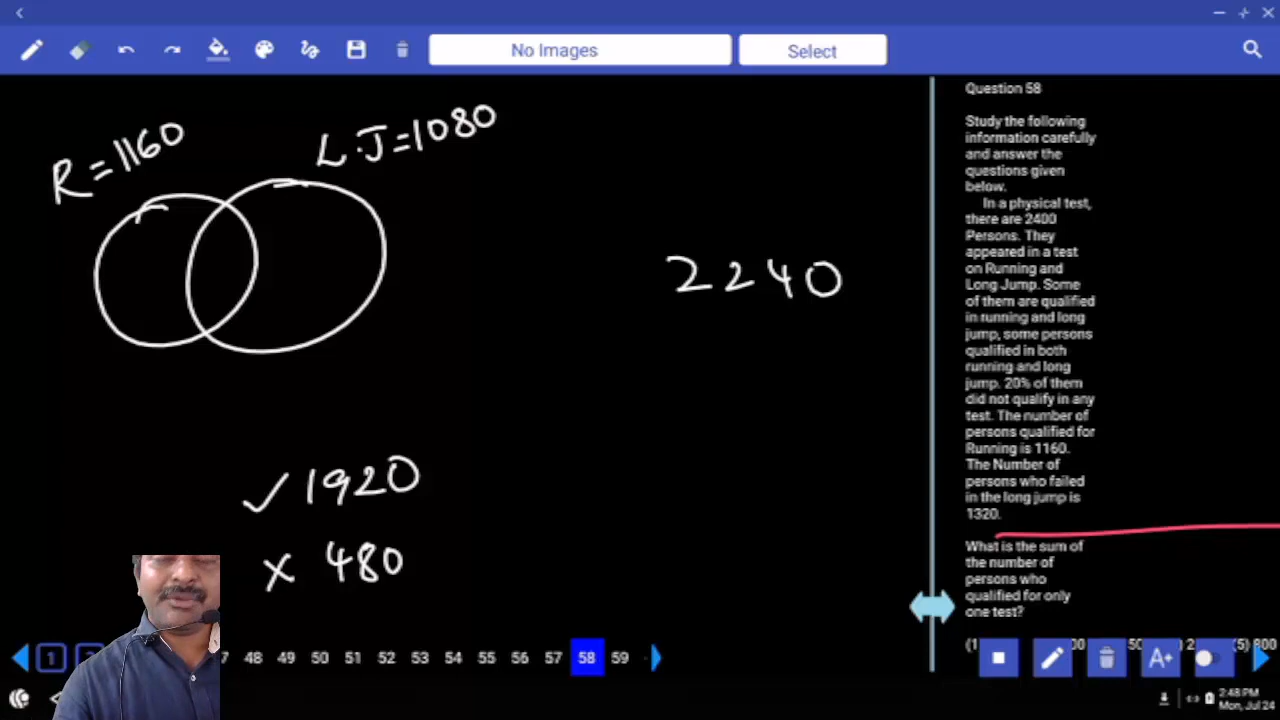 No Images
Select
R=1160
L.J=1080
2240
✓ 1920
× 480
Question 58
Study the following
information carefully
and answer the
questions given
below.
In a physical test,
there are 2400
Persons. They
appeared in a test
on Running and
Long Jump. Some
of them are qualified
in running and long
jump, some persons
qualified in both
running and long
jump. 20% of them
did not qualify in any
test. The number of
persons qualified for
Running is 1160.
The Number of
persons who failed
in the long jump is
1320.
What is the sum of
the number of
persons who
qualified for only
one test?
(5) 800
1 48 49 50 51 52 53 54 55 56 57 58 59
A+
2:48 PM
Mon, Jul 24